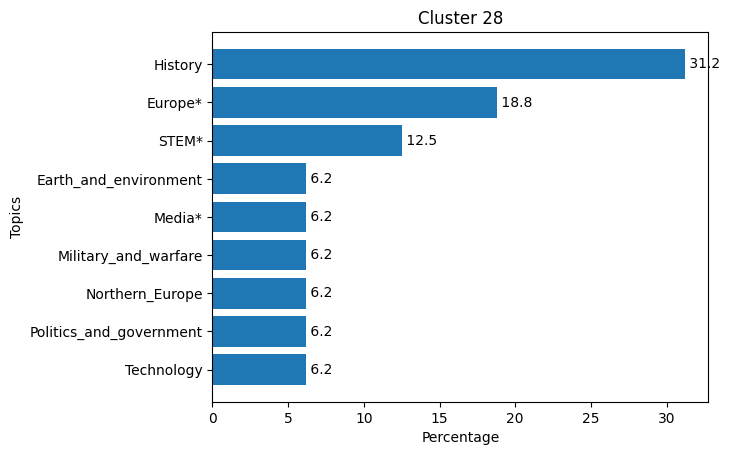 Cluster 28
History 31.2
Europe* 18.8
STEM* 12.5
Earth_and_environment 6.2
Media* 6.2
Military_and_warfare 6.2
Northern_Europe 6.2
Politics_and_government 6.2
Technology 6.2
Topics
0 5 10 15 20 25 30
Percentage